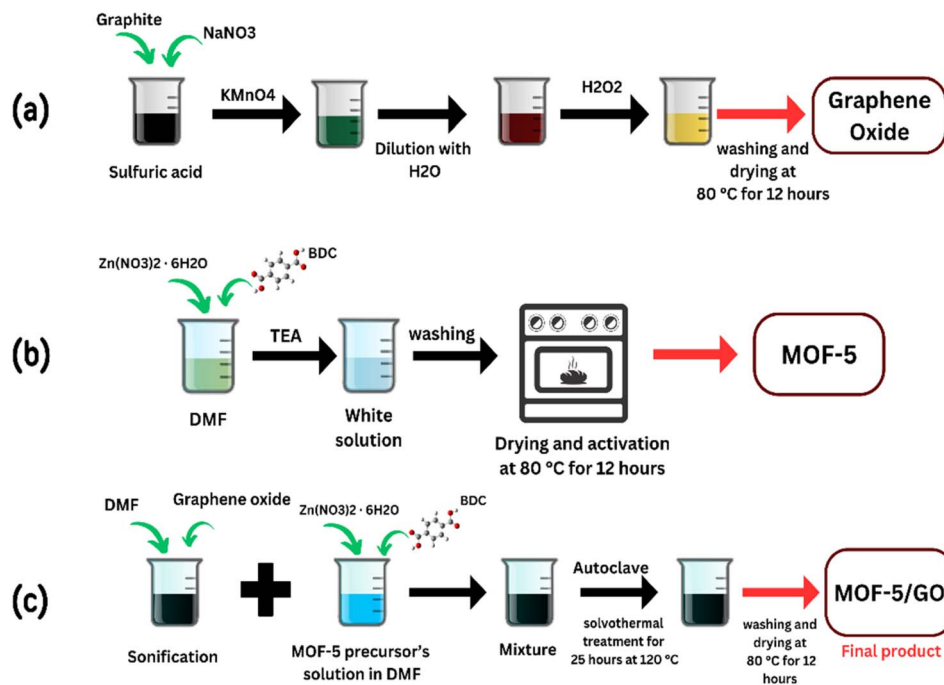 Graphite
NaNO3
(a)
KMnO4
H2O2
Graphene
Oxide
Sulfuric acid
Dilution with
H2O
washing and
drying at
80 °C for 12 hours
Zn(NO3)2 · 6H2O
BDC
(b)
TEA
washing
MOF-5
DMF
White
solution
Drying and activation
at 80 °C for 12 hours
DMF
Graphene oxide
Zn(NO3)2 · 6H2O
BDC
(c)
Autoclave
MOF-5/GO
Sonification
MOF-5 precursor's
solution in DMF
Mixture
solvothermal
treatment for
25 hours at 120 °C
washing and
drying at
80 °C for 12
hours
Final product